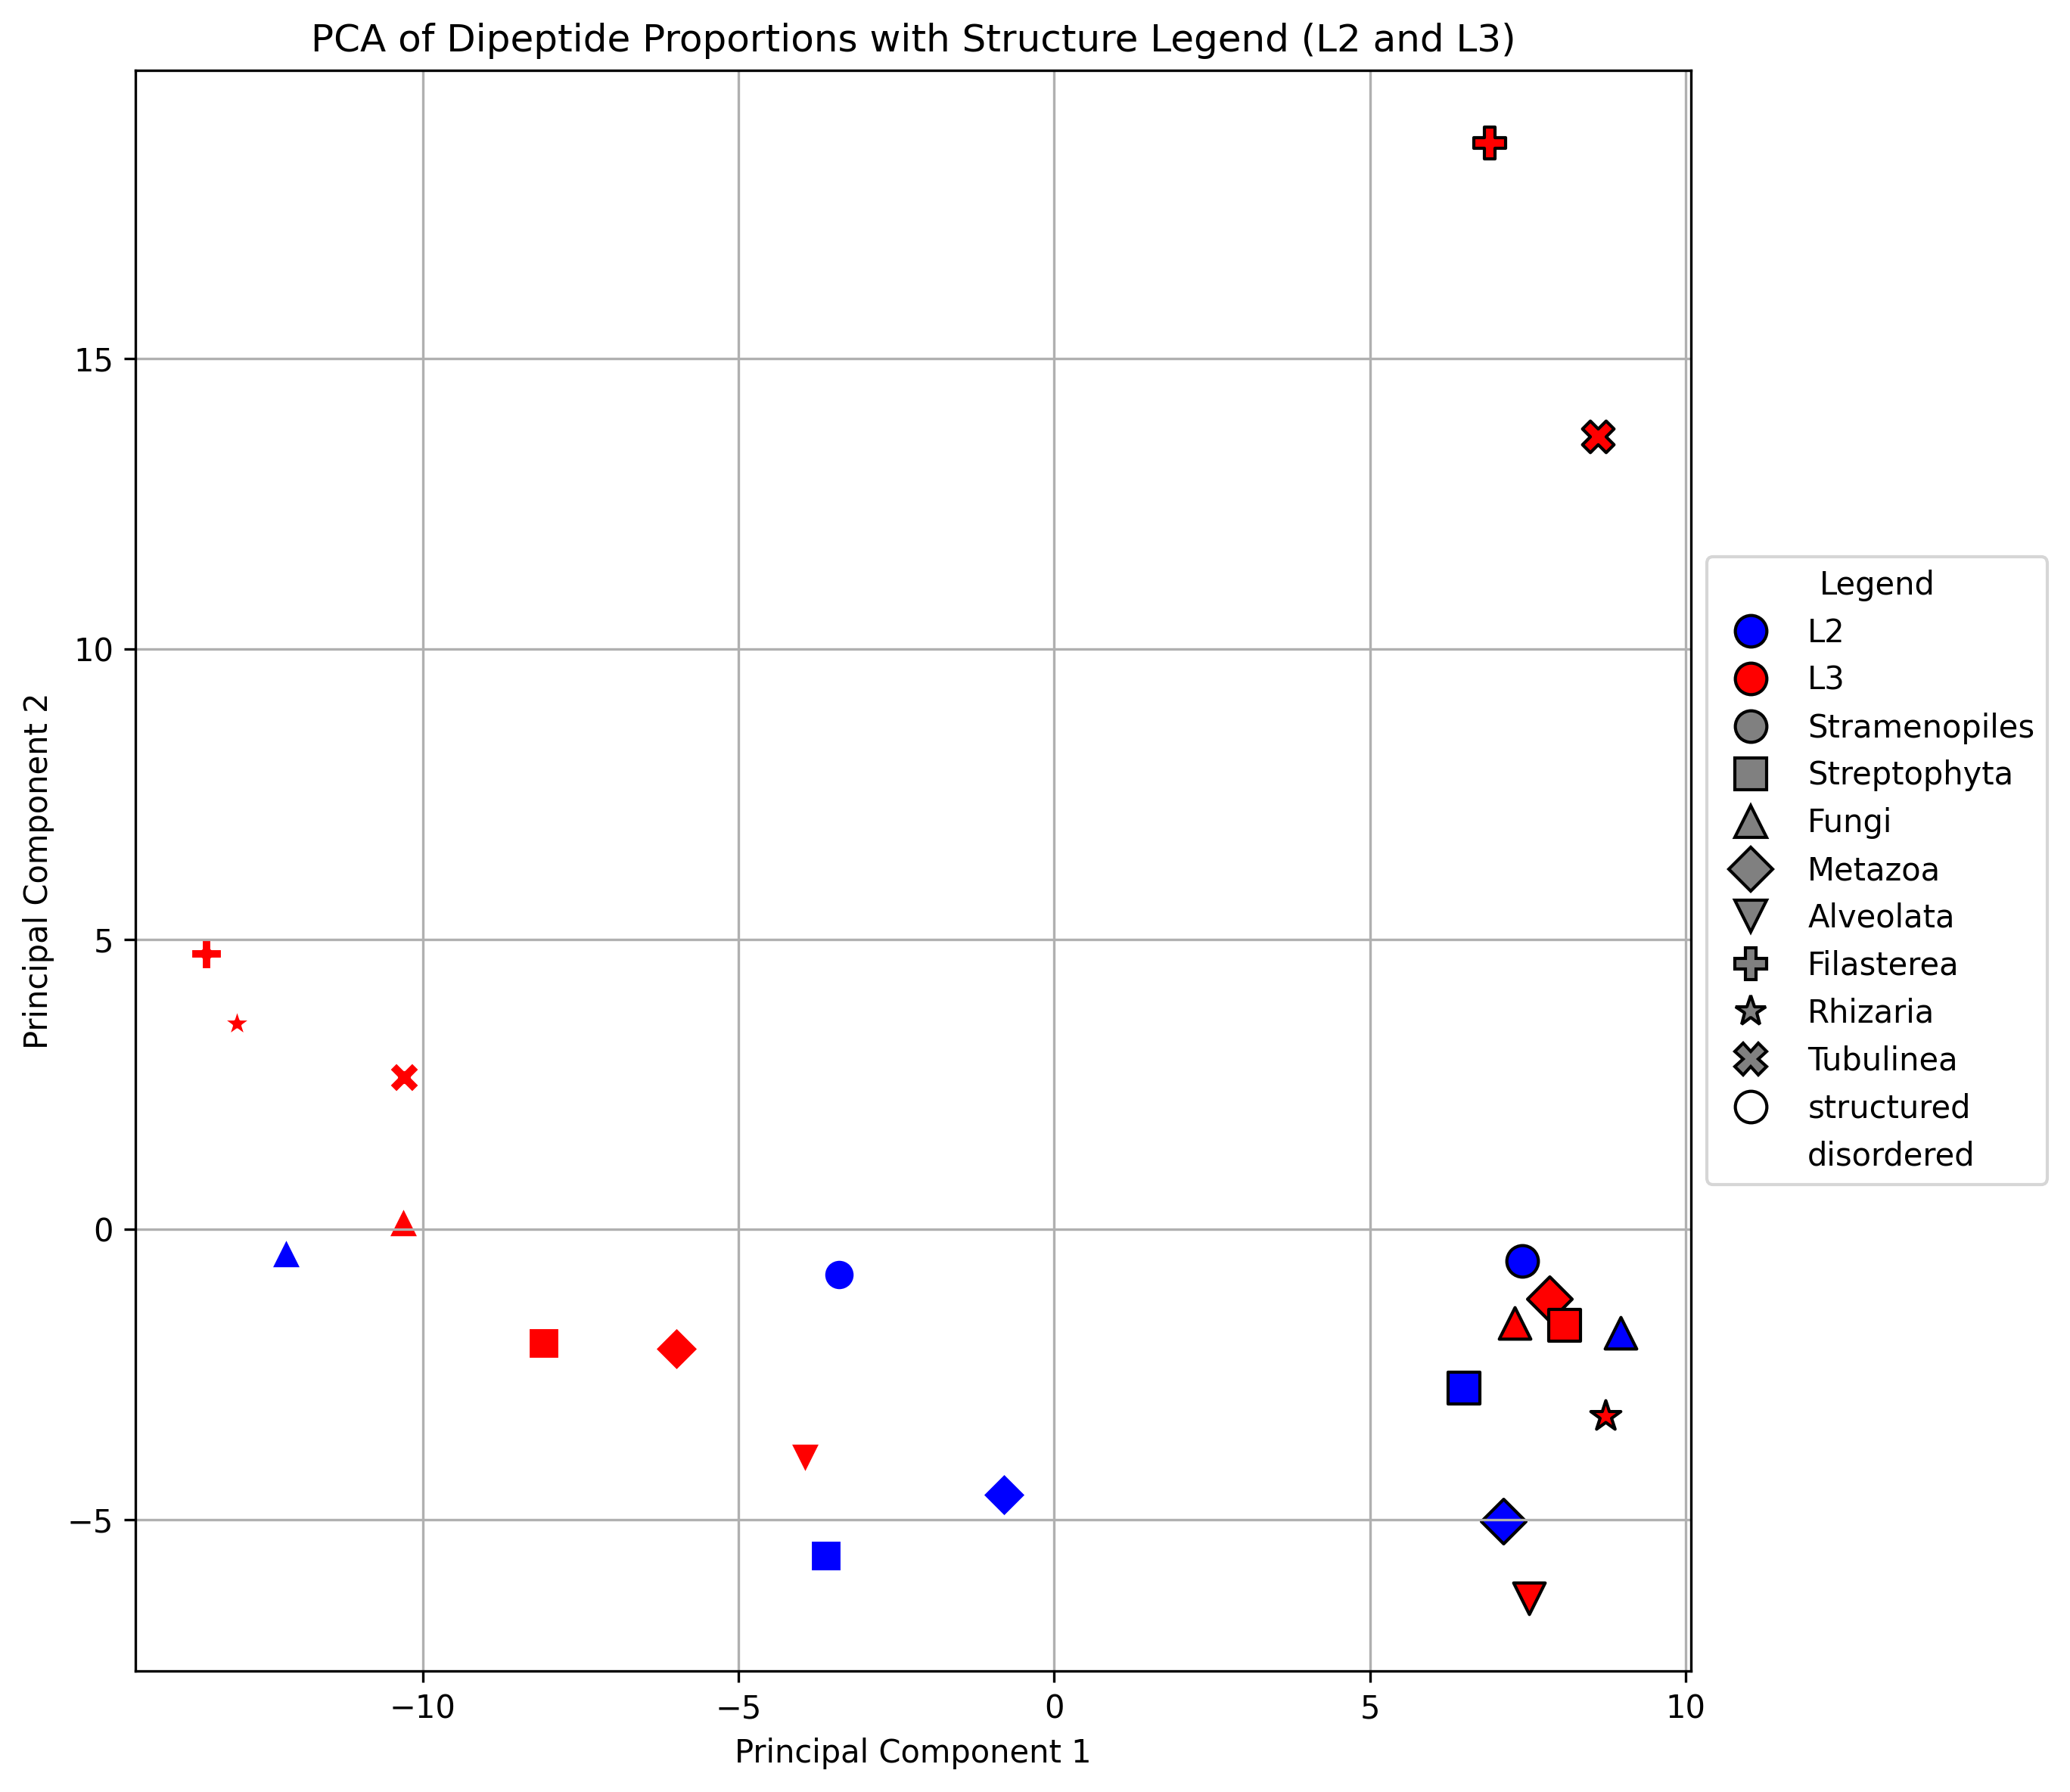 PCA of Dipeptide Proportions with Structure Legend (L2 and L3)
15
10
5
0
−5
Principal Component 2
−10
−5
0
5
10
Principal Component 1
Legend
L2
L3
Stramenopiles
Streptophyta
Fungi
Metazoa
Alveolata
Filasterea
Rhizaria
Tubulinea
structured
disordered